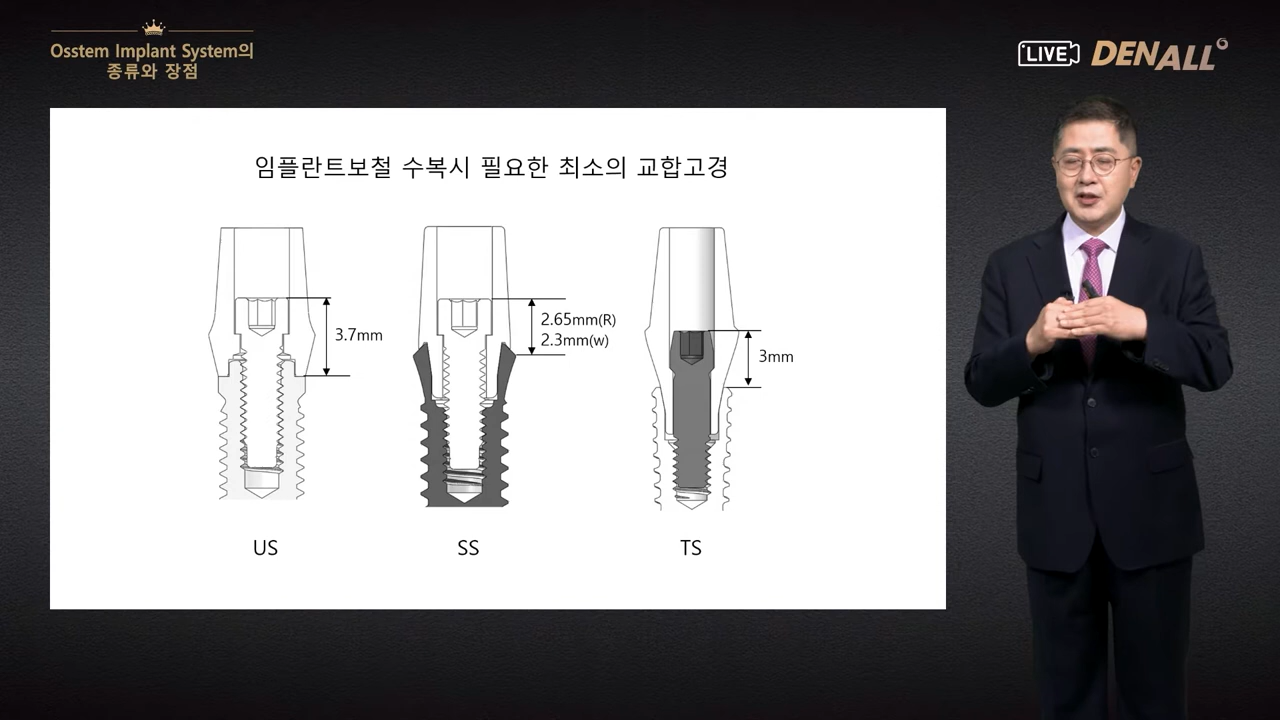 Osstem Implant System의
종류와 장점
LIVE
DENALL
임플란트보철 수복시 필요한 최소의 교합고경
3.7mm
2.65mm(R)
2.3mm(w)
3mm
US
SS
TS